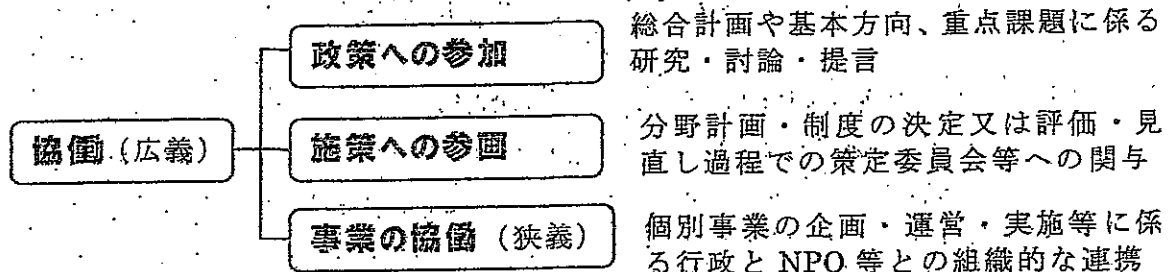 協働（広義）
政策への参加
総合計画や基本方向、重点課題に係る
研究・討論・提言
施策への参画
分野計画・制度の決定又は評価・見
直し過程での策定委員会等への関与
事業の協働（狭義）
個別事業の企画・運営・実施等に係
る行政と NPO 等との組織的な連携